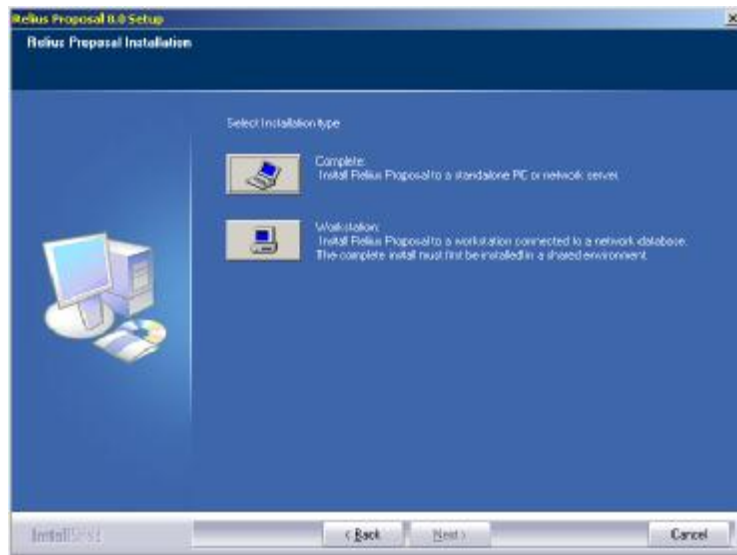 Relius Proposal 8.0 Setup
Relius Proposal Installation
Select Installation type
Complete:
Install Relius Proposal to a standalone PC or network server.
Workstation:
Install Relius Proposal to a workstation connected to a network database.
The complete install must first be installed in a shared environment.
InstallShield
< Back
Next >
Cancel